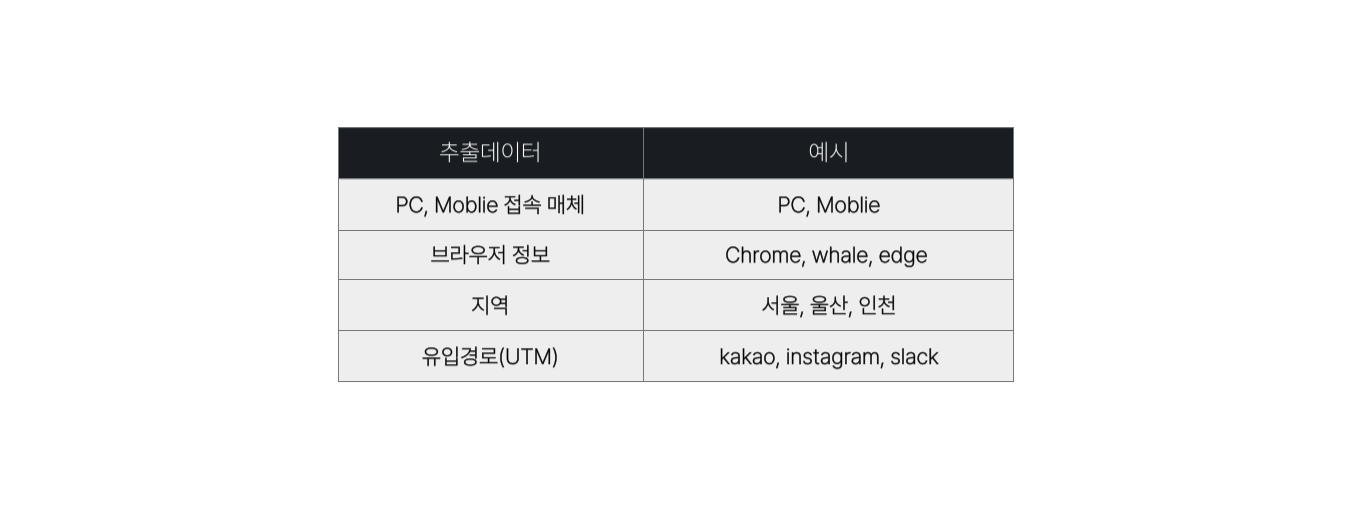 추출데이터 예시
PC, Moblie 접속 매체 PC, Moblie
브라우저 정보 Chrome, whale, edge
지역 서울, 울산, 인천
유입경로(UTM) kakao, instagram, slack